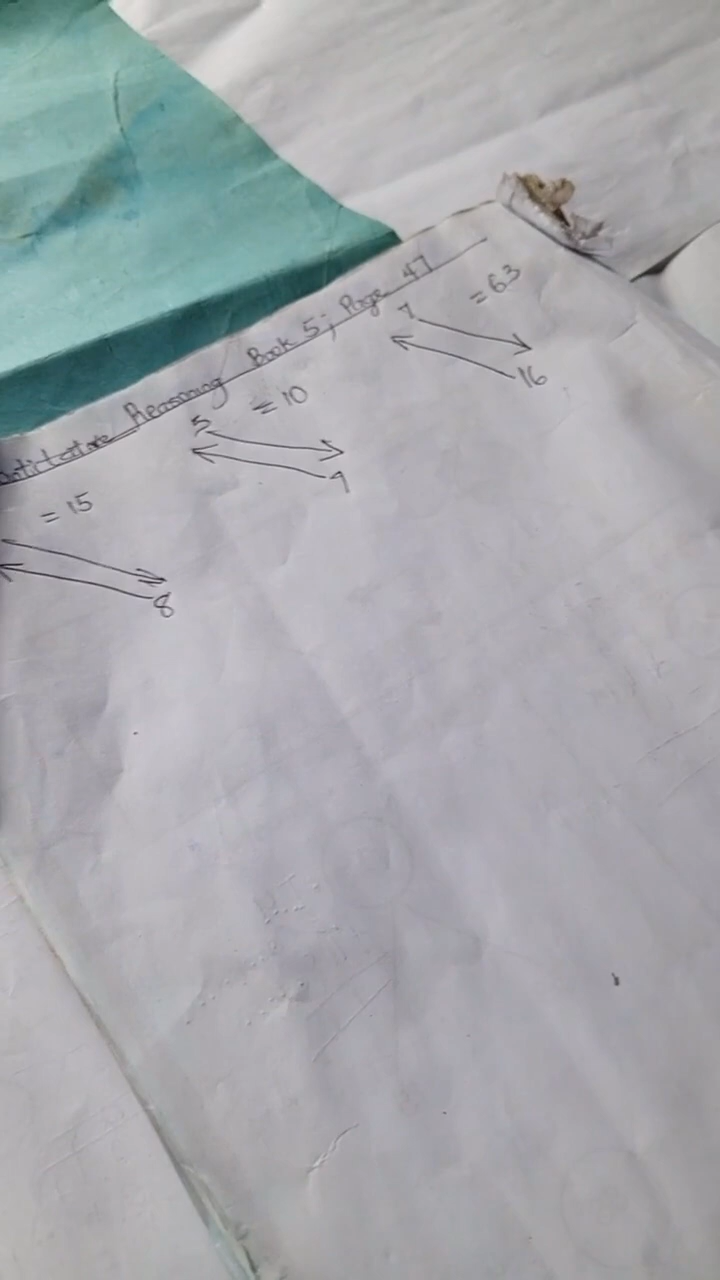 Reasoning Book 5; Page 47
= 15
8
5 = 10
7
7 = 63
16